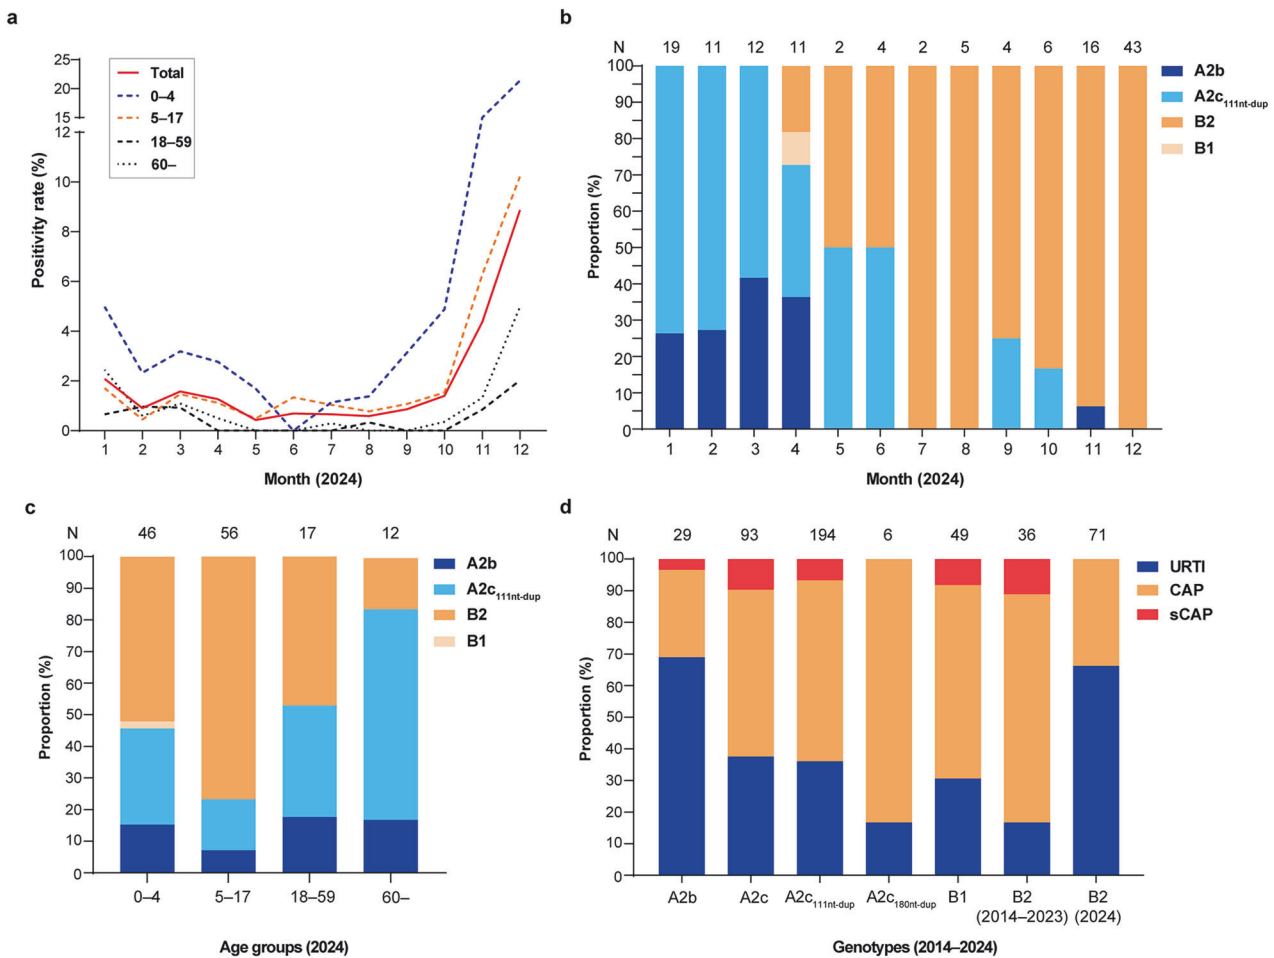 a
Positivity rate (%)
25
20
15
12
10
8
6
4
2
0
Total
0–4
5–17
18–59
60–
1 2 3 4 5 6 7 8 9 10 11 12
Month (2024)
b
N 19 11 12 11 2 4 2 5 4 6 16 43
Proportion (%)
100
90
80
70
60
50
40
30
20
10
0
A2b
A2c111nt-dup
B2
B1
1 2 3 4 5 6 7 8 9 10 11 12
Month (2024)
c
N 46 56 17 12
Proportion (%)
100
90
80
70
60
50
40
30
20
10
0
A2b
A2c111nt-dup
B2
B1
0–4 5–17 18–59 60–
Age groups (2024)
d
N 29 93 194 6 49 36 71
Proportion (%)
100
90
80
70
60
50
40
30
20
10
0
URTI
CAP
sCAP
A2b A2c A2c111nt-dup A2c180nt-dup B1 B2 B2
(2014–2023) (2024)
Genotypes (2014–2024)